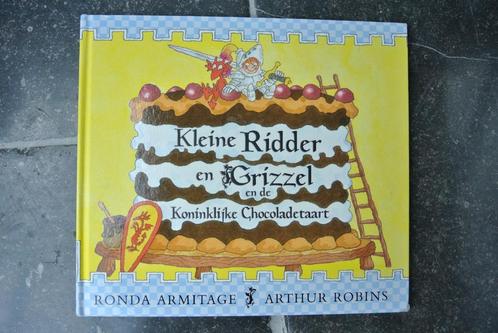 Kleine Ridder
en Grizzel
en de
Koninklijke Chocoladetaart
RONDA ARMITAGE ARTHUR ROBINS